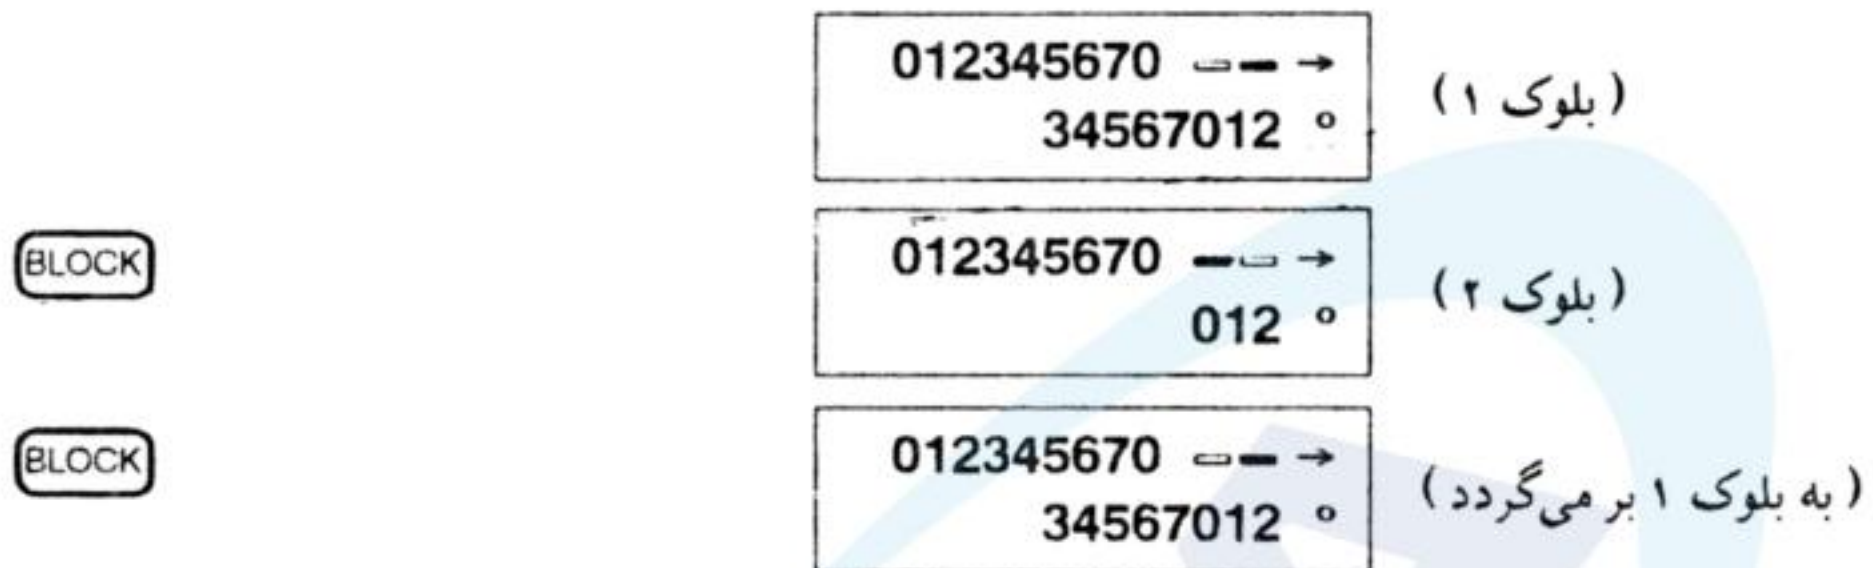 012345670 →
( بلوک ۱ )
34567012 o
BLOCK
012345670 →
( بلوک ۲ )
012 o
BLOCK
012345670 →
( به بلوک ۱ بر می‌گردد )
34567012 o